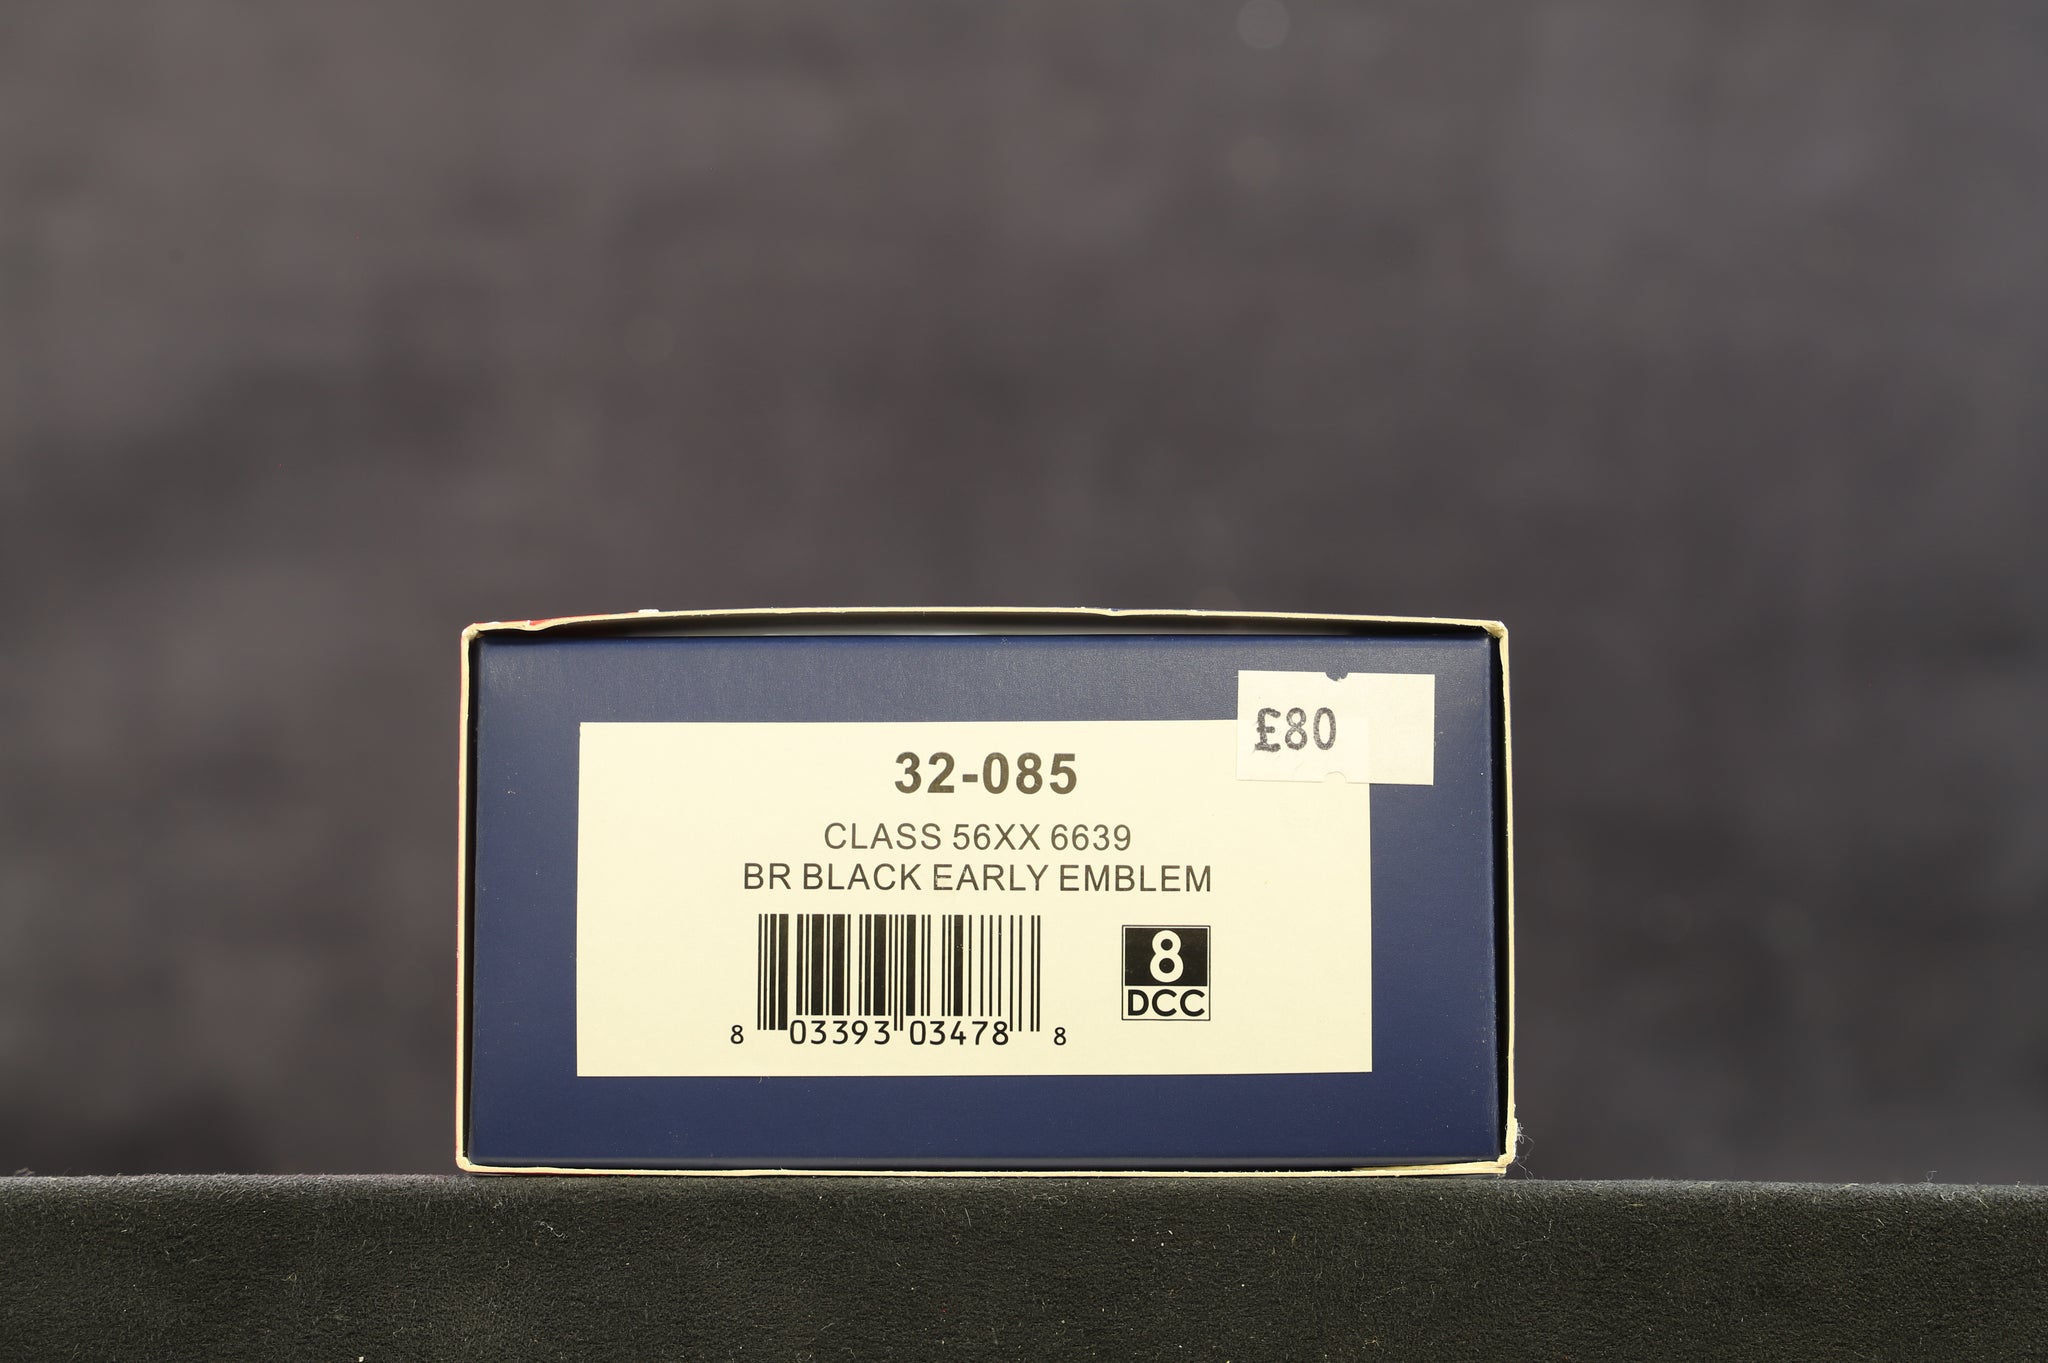 £80
32-085
CLASS 56XX 6639
BR BLACK EARLY EMBLEM
8 03393 03478 8
8
DCC